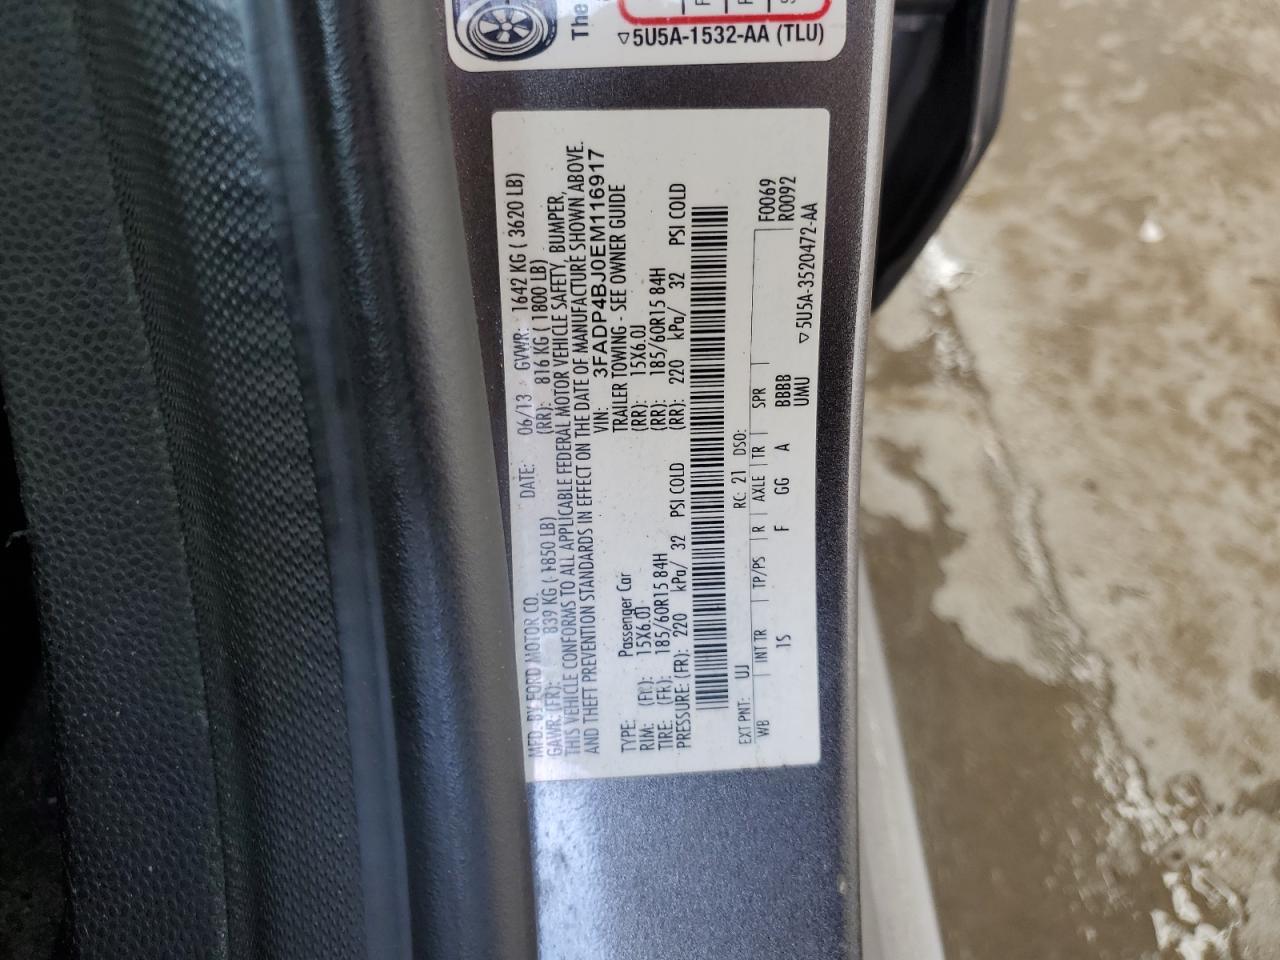 The
▽5U5A-1532-AA (TLU)
MFD. BY FORD MOTOR CO.
DATE: 06/13 GVWR: 1642 KG ( 3620 LB)
GAWR: (FR): 839 KG ( 1850 LB) (RR): 816 KG ( 1800 LB)
THIS VEHICLE CONFORMS TO ALL APPLICABLE FEDERAL MOTOR VEHICLE SAFETY, BUMPER,
AND THEFT PREVENTION STANDARDS IN EFFECT ON THE DATE OF MANUFACTURE SHOWN ABOVE.
VIN: 3FADP4BJ0EM116917
TYPE: Passenger Car TRAILER TOWING - SEE OWNER GUIDE
RIM: (FR): 15X6.0J (RR): 15X6.0J
TIRE: (FR): 185/60R15 84H (RR): 185/60R15 84H
PRESSURE: (FR): 220 kPa/ 32 PSI COLD (RR): 220 kPa/ 32 PSI COLD
EXT PNT: UJ RC: 21 DSO:
WB INT TR TP/PS R AXLE TR SPR F0069
R0092
IS F GG A BBBB
UMU
▽5U5A-3520472-AA